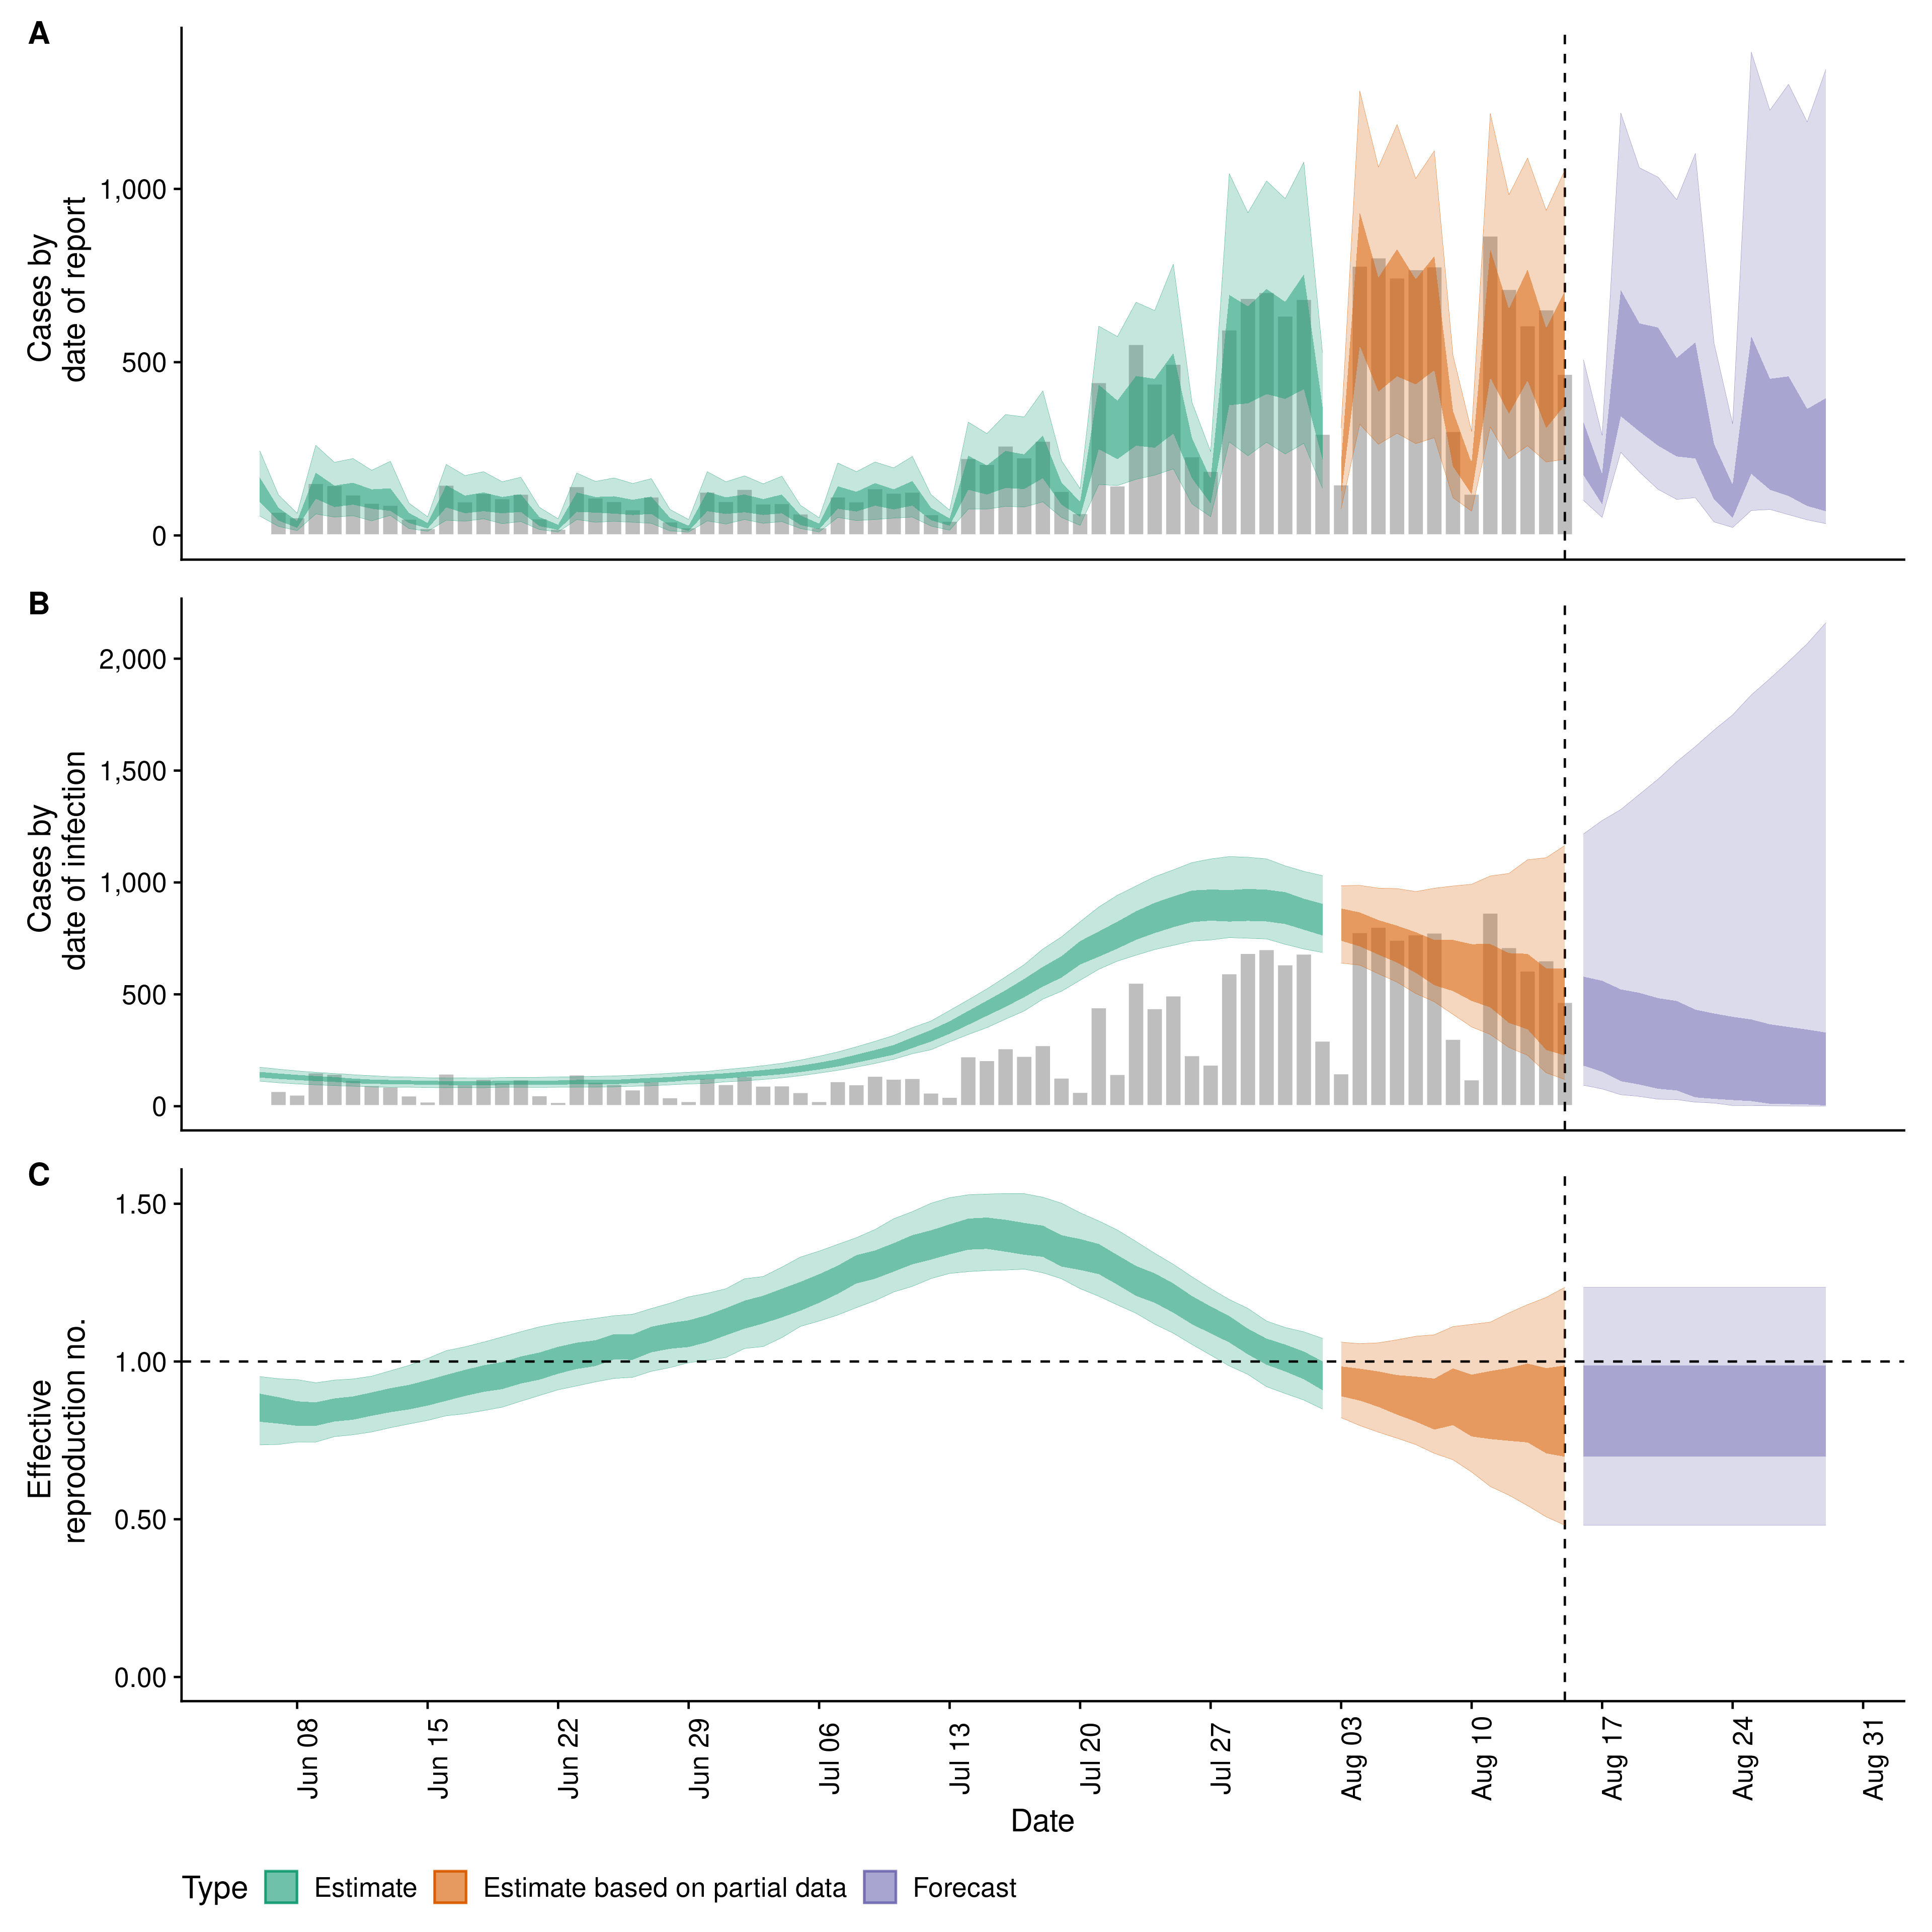 A
Cases by
date of report
1,000
500
0
B
Cases by
date of infection
2,000
1,500
1,000
500
0
C
Effective
reproduction no.
1.50
1.00
0.50
0.00
Jun 08
Jun 15
Jun 22
Jun 29
Jul 06
Jul 13
Jul 20
Jul 27
Aug 03
Aug 10
Aug 17
Aug 24
Aug 31
Date
Type Estimate Estimate based on partial data Forecast